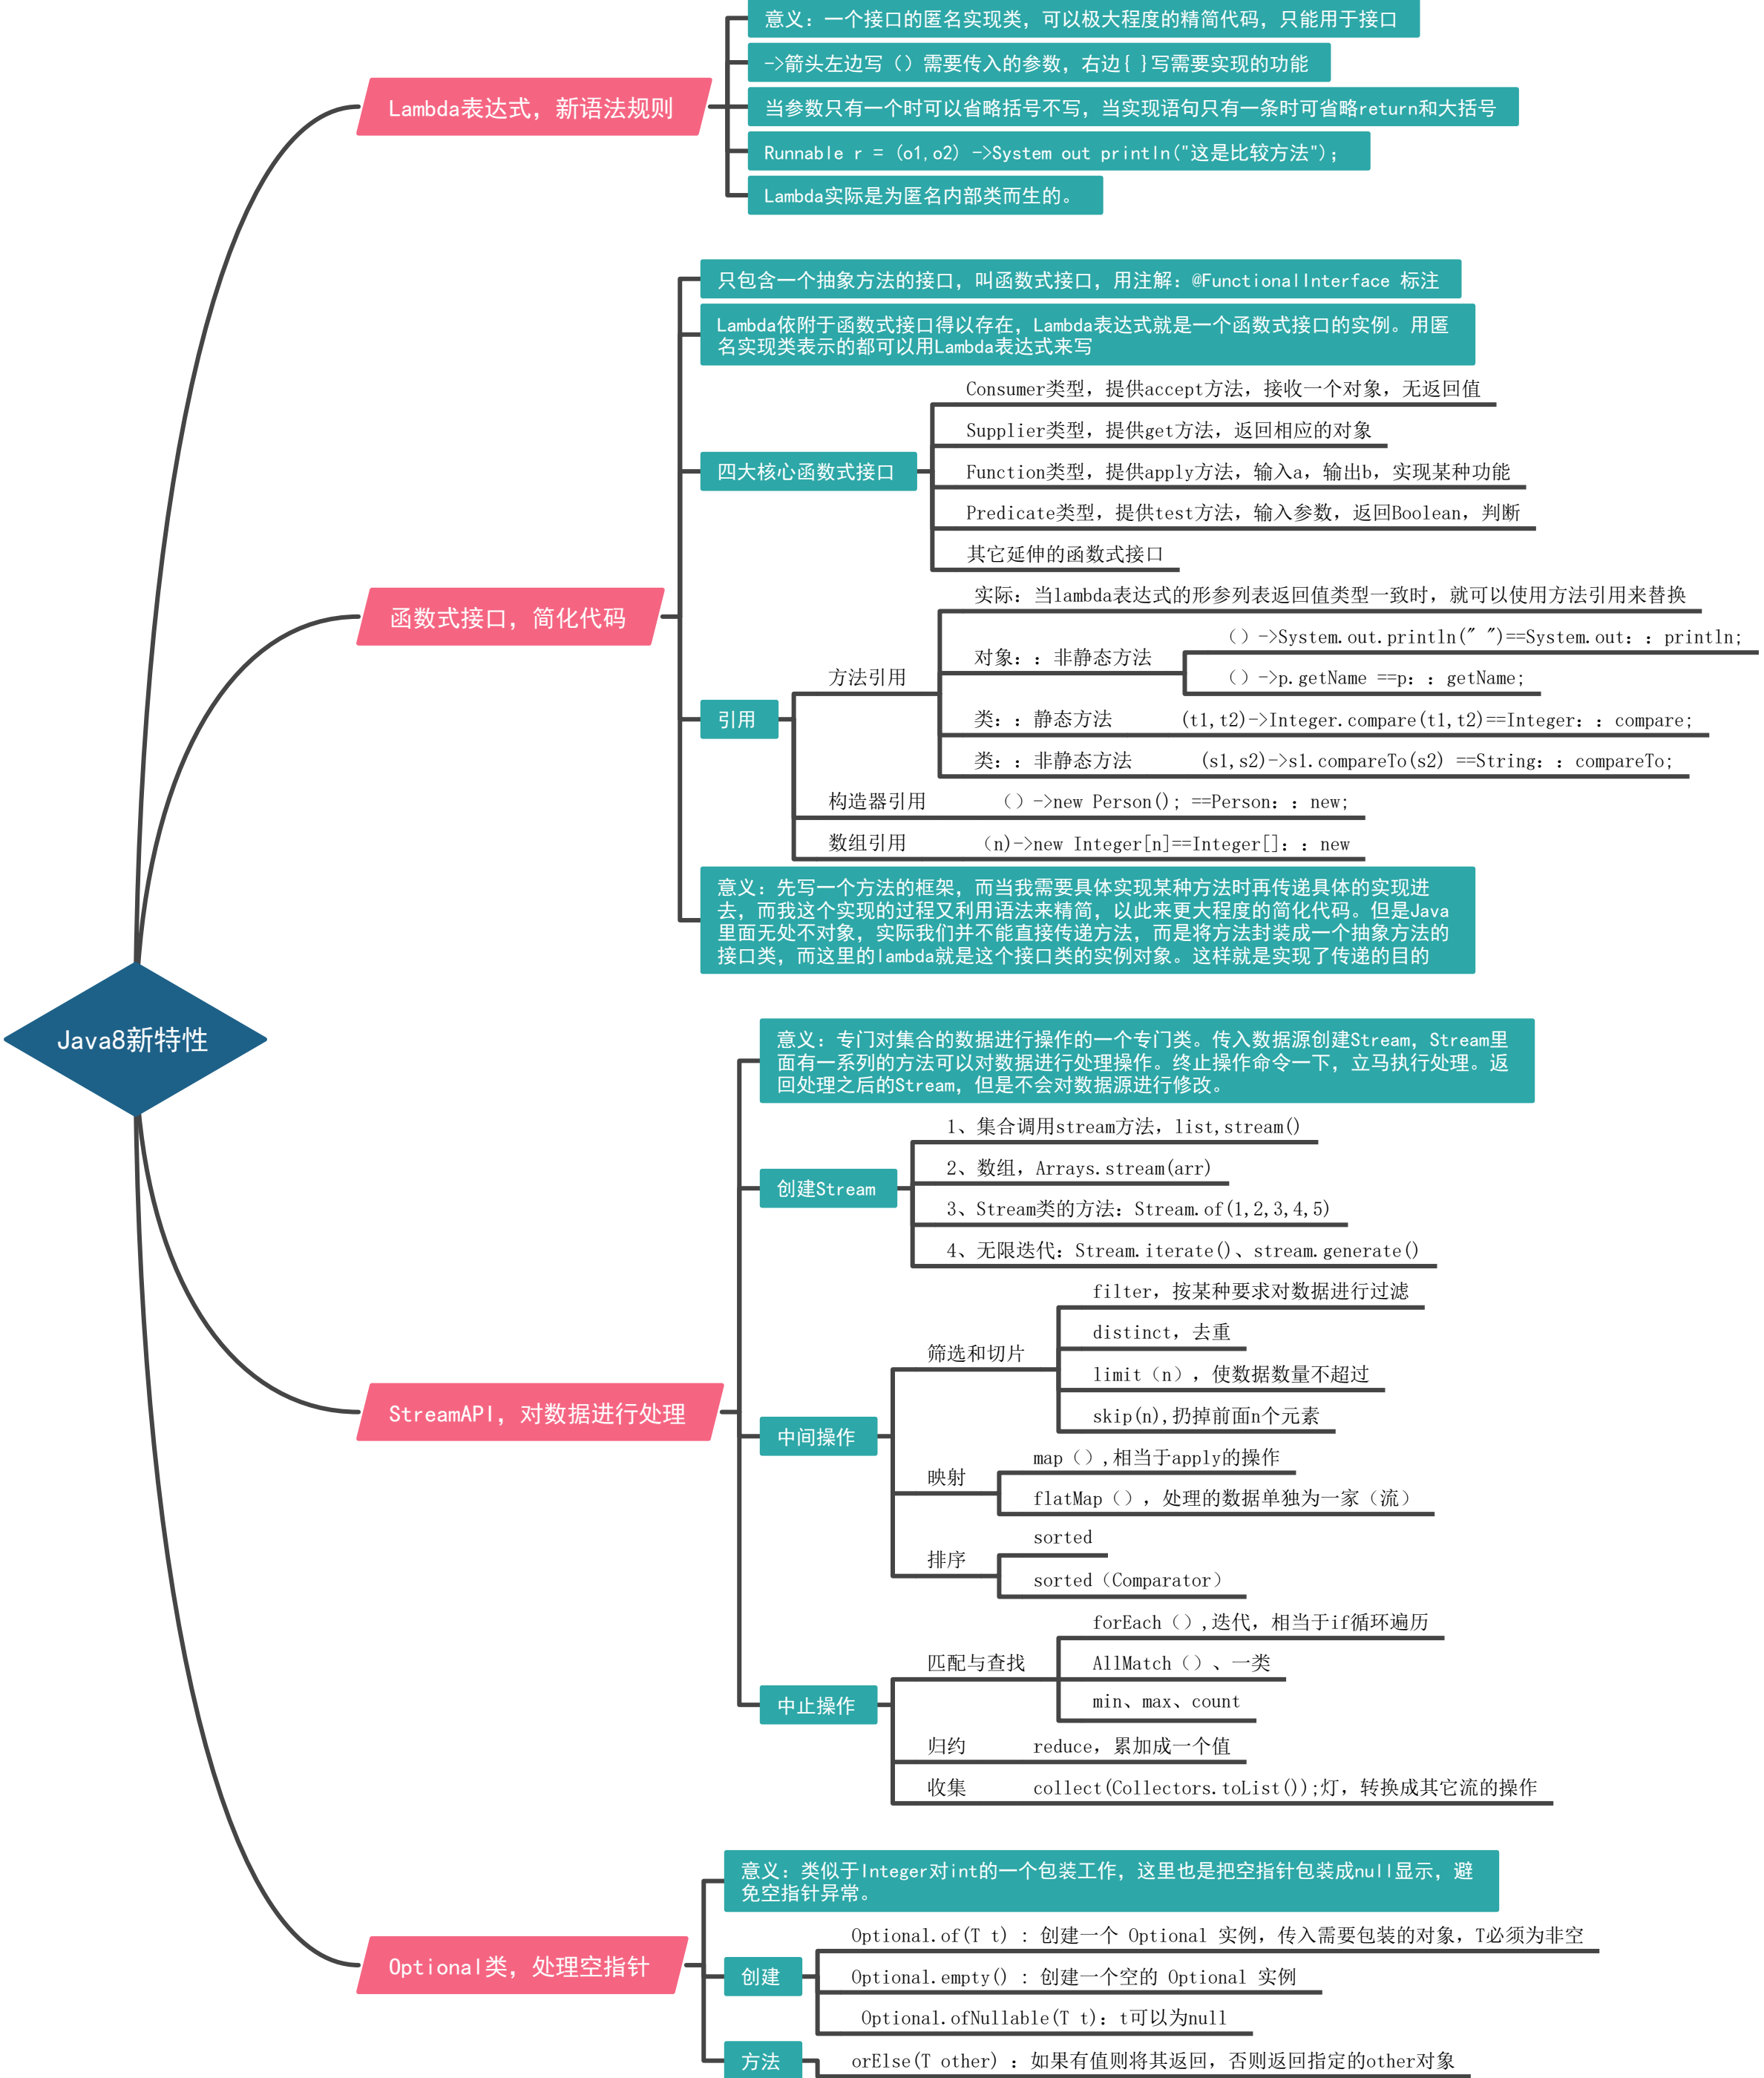 意义：一个接口的匿名实现类，可以极大程度的精简代码，只能用于接口
->箭头左边写（）需要传入的参数，右边{ }写需要实现的功能
Lambda表达式，新语法规则
当参数只有一个时可以省略括号不写，当实现语句只有一条时可省略return和大括号
Runnable r = (o1,o2) ->System out println("这是比较方法");
Lambda实际是为匿名内部类而生的。
只包含一个抽象方法的接口，叫函数式接口，用注解：@FunctionalInterface 标注
Lambda依附于函数式接口得以存在，Lambda表达式就是一个函数式接口的实例。用匿
名实现类表示的都可以用Lambda表达式来写
四大核心函数式接口
Consumer类型，提供accept方法，接收一个对象，无返回值
Supplier类型，提供get方法，返回相应的对象
Function类型，提供apply方法，输入a，输出b，实现某种功能
Predicate类型，提供test方法，输入参数，返回Boolean，判断
其它延伸的函数式接口
函数式接口，简化代码
引用
方法引用
实际：当lambda表达式的形参列表返回值类型一致时，就可以使用方法引用来替换
对象：：非静态方法
（）->System.out.println(″ ″)==System.out：：println;
（）->p.getName ==p：：getName;
类：：静态方法 (t1,t2)->Integer.compare(t1,t2)==Integer：：compare;
类：：非静态方法 (s1,s2)->s1.compareTo(s2) ==String：：compareTo;
构造器引用 （）->new Person(); ==Person：：new;
数组引用 （n)->new Integer[n]==Integer[]：：new
意义：先写一个方法的框架，而当我需要具体实现某种方法时再传递具体的实现进
去，而我这个实现的过程又利用语法来精简，以此来更大程度的简化代码。但是Java
里面无处不对象，实际我们并不能直接传递方法，而是将方法封装成一个抽象方法的
接口类，而这里的lambda就是这个接口类的实例对象。这样就是实现了传递的目的
Java8新特性
意义：专门对集合的数据进行操作的一个专门类。传入数据源创建Stream，Stream里
面有一系列的方法可以对数据进行处理操作。终止操作命令一下，立马执行处理。返
回处理之后的Stream，但是不会对数据源进行修改。
创建Stream
1、集合调用stream方法，list,stream()
2、数组，Arrays.stream(arr)
3、Stream类的方法：Stream.of(1,2,3,4,5)
4、无限迭代：Stream.iterate()、stream.generate()
StreamAPI，对数据进行处理
中间操作
筛选和切片
filter，按某种要求对数据进行过滤
distinct，去重
limit（n），使数据数量不超过
skip(n),扔掉前面n个元素
映射
map（）,相当于apply的操作
flatMap（），处理的数据单独为一家（流）
排序
sorted
sorted（Comparator）
中止操作
匹配与查找
forEach（）,迭代，相当于if循环遍历
AllMatch（）、一类
min、max、count
归约 reduce，累加成一个值
收集 collect(Collectors.toList());灯，转换成其它流的操作
意义：类似于Integer对int的一个包装工作，这里也是把空指针包装成null显示，避
免空指针异常。
Optional类，处理空指针
创建
Optional.of(T t) : 创建一个 Optional 实例，传入需要包装的对象，T必须为非空
Optional.empty() : 创建一个空的 Optional 实例
Optional.ofNullable(T t)：t可以为null
方法
orElse(T other) ：如果有值则将其返回，否则返回指定的other对象